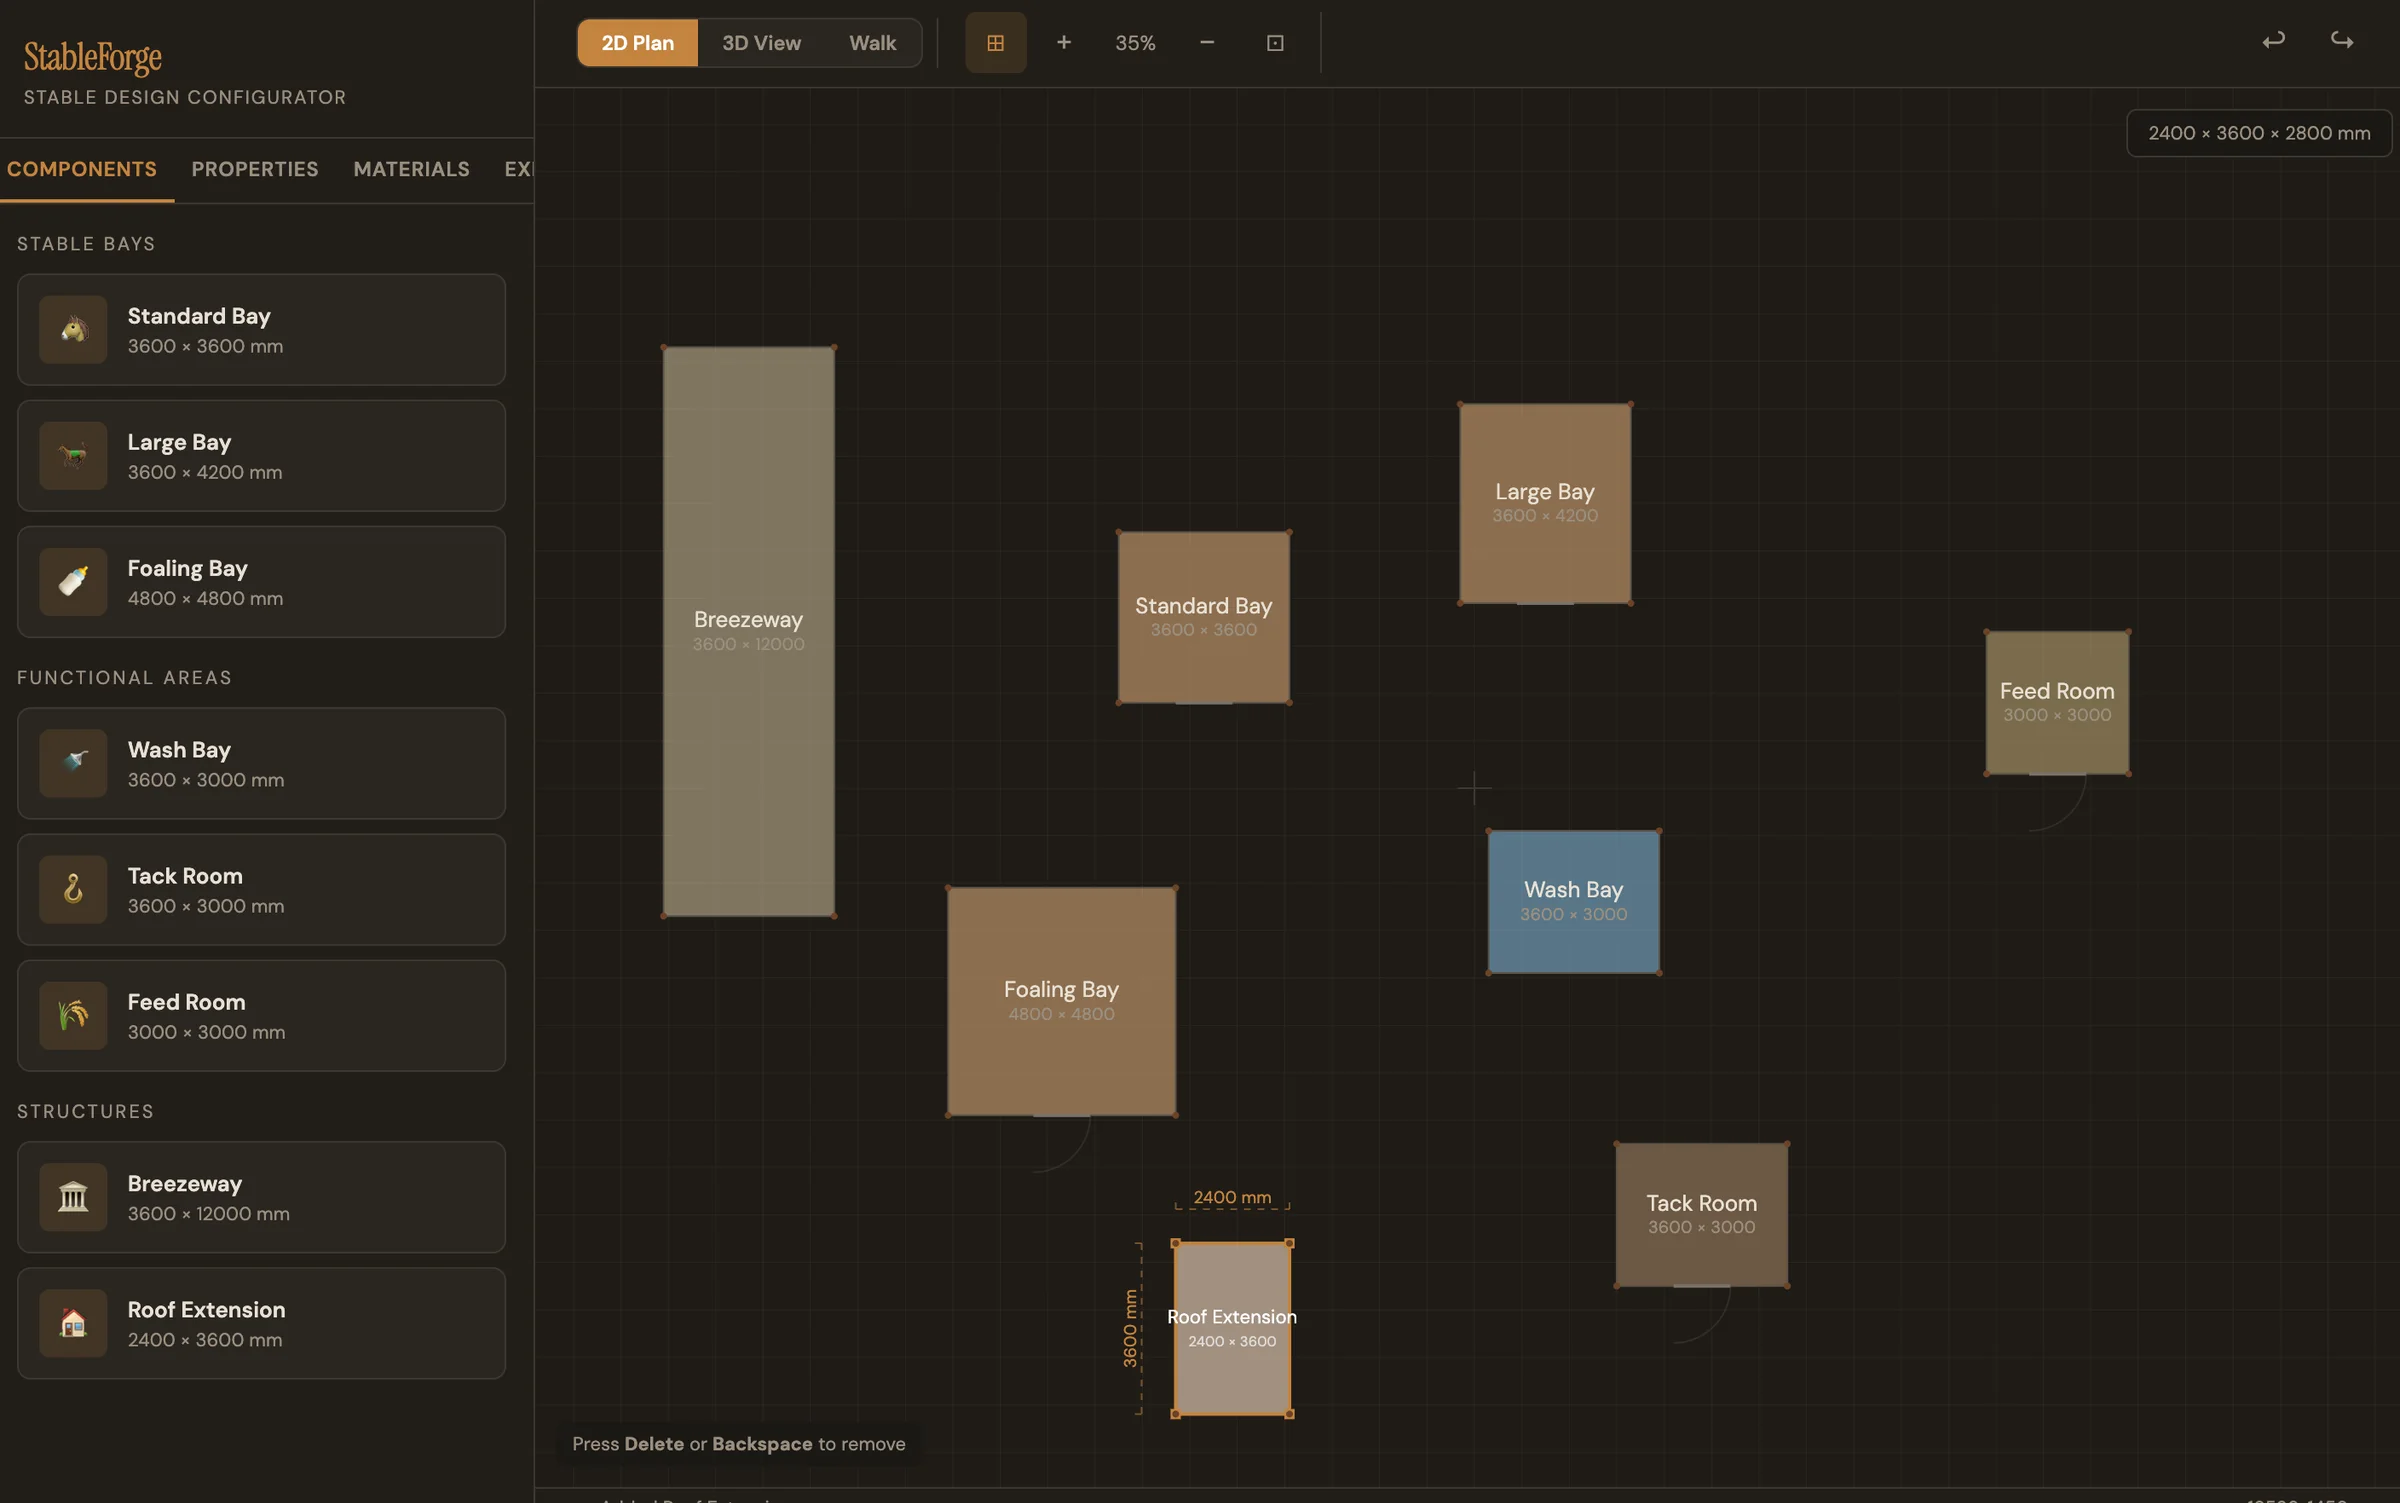 StableForge
STABLE DESIGN CONFIGURATOR
COMPONENTS PROPERTIES MATERIALS
STABLE BAYS
Standard Bay
3600 × 3600 mm
Large Bay
3600 × 4200 mm
Foaling Bay
4800 × 4800 mm
FUNCTIONAL AREAS
Wash Bay
3600 × 3000 mm
Tack Room
3600 × 3000 mm
Feed Room
3000 × 3000 mm
STRUCTURES
Breezeway
3600 × 12000 mm
Roof Extension
2400 × 3600 mm
2D Plan 3D View Walk + 35% −
2400 × 3600 × 2800 mm
Large Bay
3600 × 4200
Standard Bay
3600 × 3600
Breezeway
3600 × 12000
Feed Room
3000 × 3000
Wash Bay
3600 × 3000
Foaling Bay
4800 × 4800
2400 mm
Tack Room
3600 × 3000
3600 mm
Roof Extension
2400 × 3600
Press Delete or Backspace to remove